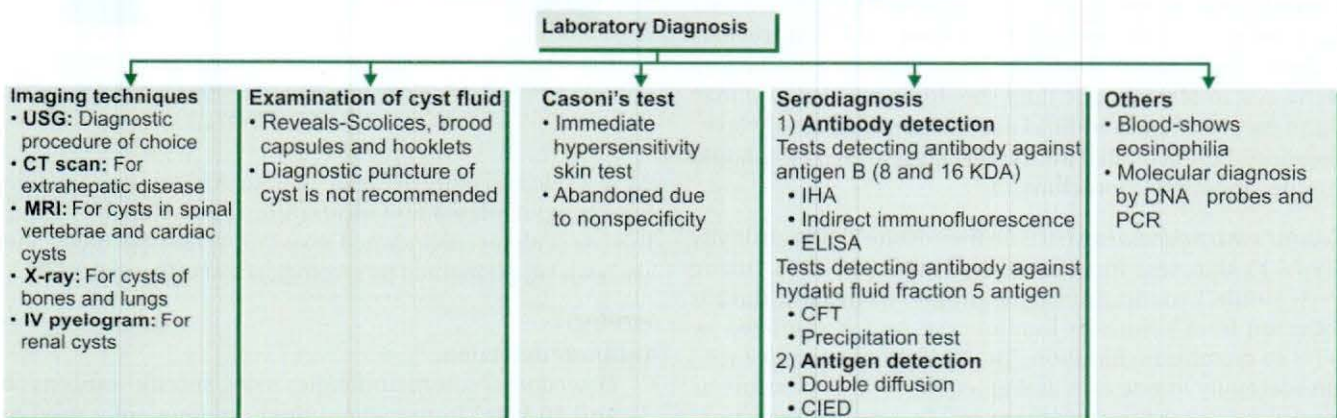 Laboratory Diagnosis
Imaging techniques
• USG: Diagnostic
procedure of choice
• CT scan: For
extrahepatic disease
• MRI: For cysts in spinal
vertebrae and cardiac
cysts
• X-ray: For cysts of
bones and lungs
• IV pyelogram: For
renal cysts
Examination of cyst fluid
• Reveals-Scolices, brood
capsules and hooklets
• Diagnostic puncture of
cyst is not recommended
Casoni's test
• Immediate
hypersensitivity
skin test
• Abandoned due
to nonspecificity
Serodiagnosis
1) Antibody detection
Tests detecting antibody against
antigen B (8 and 16 KDA)
• IHA
• Indirect immunofluorescence
• ELISA
Tests detecting antibody against
hydatid fluid fraction 5 antigen
• CFT
• Precipitation test
2) Antigen detection
• Double diffusion
• CIED
Others
• Blood-shows
eosinophilia
• Molecular diagnosis
by DNA probes and
PCR